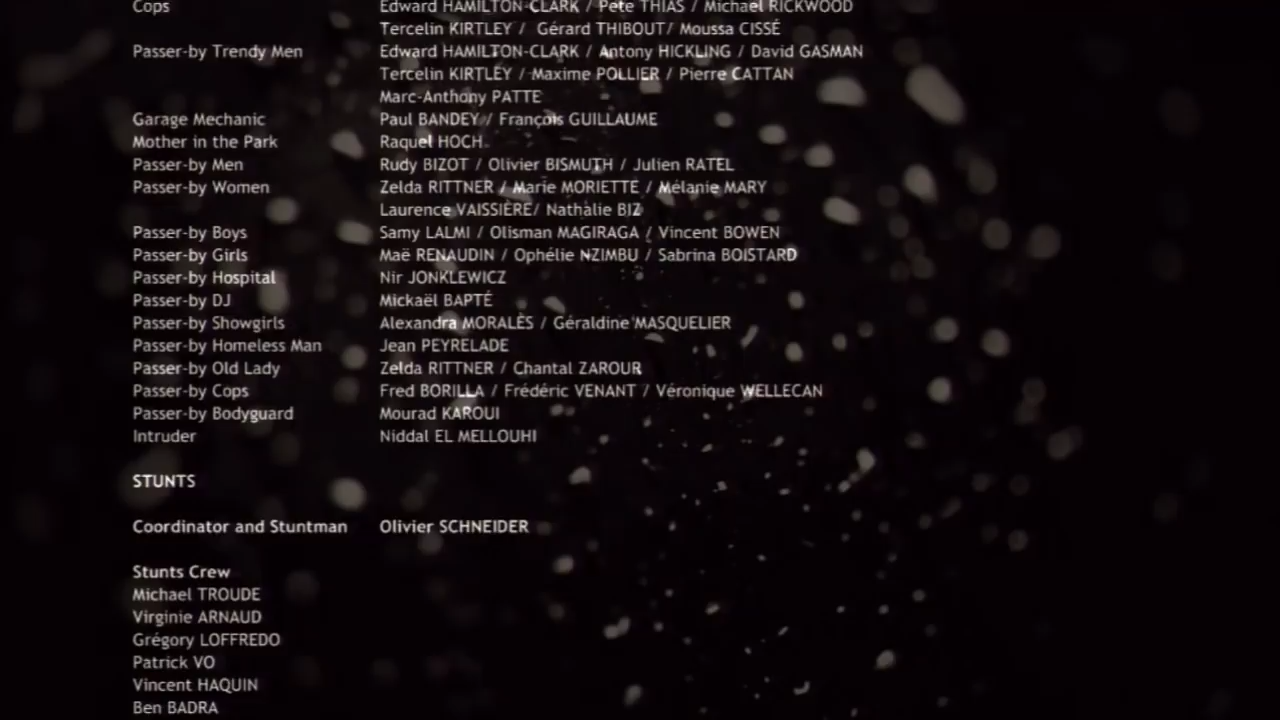 Cops Edward HAMILTON-CLARK / Pete THIAS / Michael RICKWOOD
Tercelin KIRTLEY / Gérard THIBOUT/ Moussa CISSÉ
Passer-by Trendy Men Edward HAMILTON-CLARK / Antony HICKLING / David GASMAN
Tercelin KIRTLEY / Maxime POLLIER / Pierre CATTAN
Marc-Anthony PATTE
Garage Mechanic Paul BANDEY / François GUILLAUME
Mother in the Park Raquel HOCH
Passer-by Men Rudy BIZOT / Olivier BISMUTH / Julien RATEL
Passer-by Women Zelda RITTNER / Marie MORIETTE / Mélanie MARY
Laurence VAISSIÈRE/ Nathalie BIZ
Passer-by Boys Samy LALMI / Olisman MAGIRAGA / Vincent BOWEN
Passer-by Girls Maë RENAUDIN / Ophélie NZIMBU / Sabrina BOISTARD
Passer-by Hospital Nir JONKLEWICZ
Passer-by DJ Mickaël BAPTÉ
Passer-by Showgirls Alexandra MORALÈS / Géraldine MASQUELIER
Passer-by Homeless Man Jean PEYRELADE
Passer-by Old Lady Zelda RITTNER / Chantal ZAROUR
Passer-by Cops Fred BORILLA / Frédéric VENANT / Véronique WELLECAN
Passer-by Bodyguard Mourad KAROUI
Intruder Niddal EL MELLOUHI
STUNTS
Coordinator and Stuntman Olivier SCHNEIDER
Stunts Crew
Michael TROUDE
Virginie ARNAUD
Grégory LOFFREDO
Patrick VO
Vincent HAQUIN
Ben BADRA